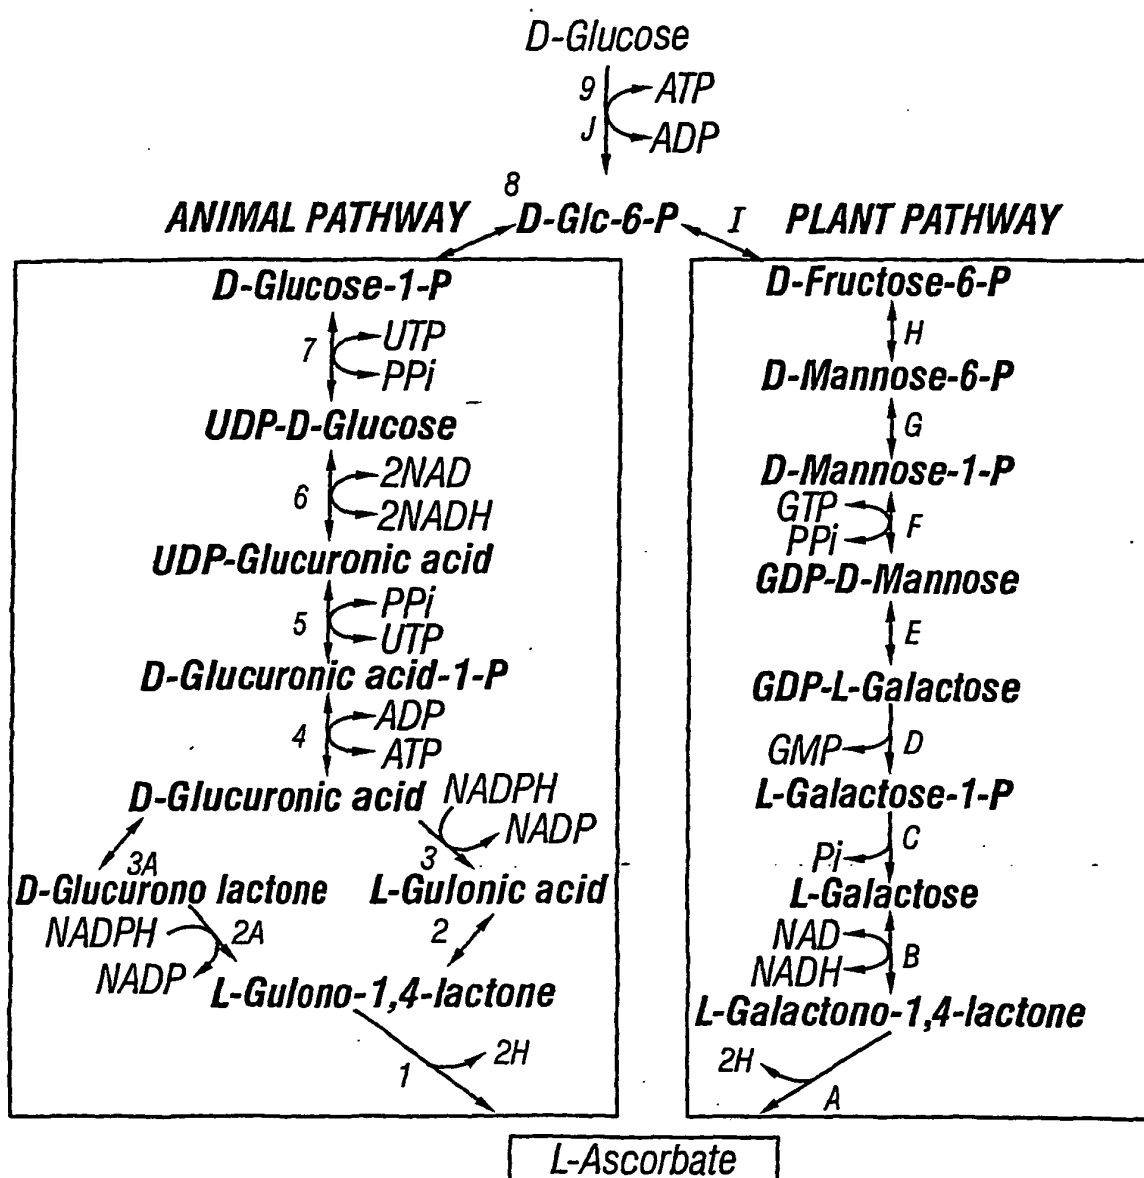 D-Glucose
9
ATP
J
ADP
8
ANIMAL PATHWAY
D-Glc-6-P
I
PLANT PATHWAY
D-Glucose-1-P
7
UTP
PPi
UDP-D-Glucose
6
2NAD
2NADH
UDP-Glucuronic acid
5
PPi
UTP
D-Glucuronic acid-1-P
4
ADP
ATP
D-Glucuronic acid
NADPH
NADP
3A
3
D-Glucurono lactone
L-Gulonic acid
NADPH
2A
2
NADP
L-Gulono-1,4-lactone
1
2H
D-Fructose-6-P
H
D-Mannose-6-P
G
D-Mannose-1-P
GTP
F
PPi
GDP-D-Mannose
E
GDP-L-Galactose
GMP
D
L-Galactose-1-P
Pi
C
L-Galactose
NAD
B
NADH
L-Galactono-1,4-lactone
2H
A
L-Ascorbate